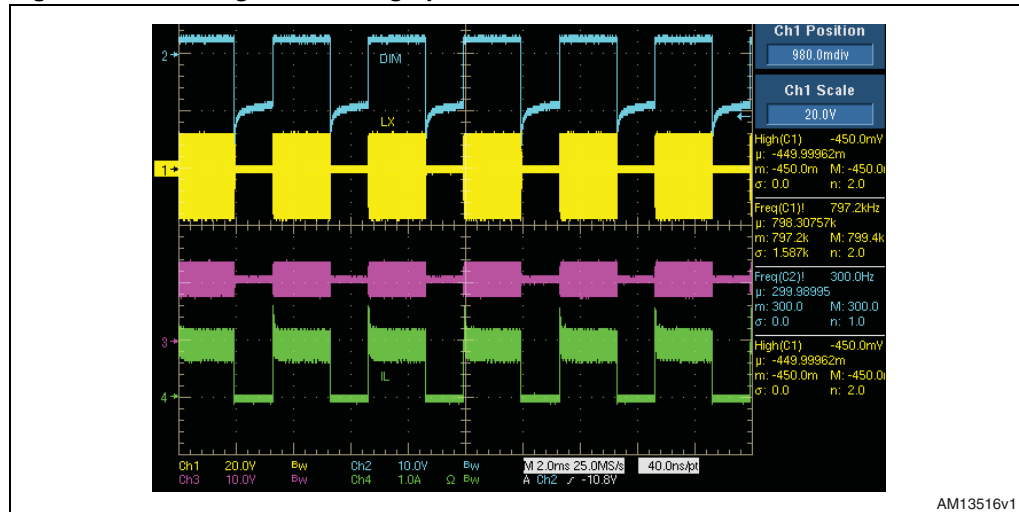 Ch1 Position
980.0mdiv
Ch1 Scale
20.0V
2
DIM
LX
1
3
IL
4
High(C1) -450.0mV
µ: -449.99962m
m: -450.0m M: -450.0
σ: 0.0 n: 2.0
Freq(C1)! 797.2kHz
µ: 798.30757k
m: 797.2k M: 799.4k
σ: 1.587k n: 2.0
Freq(C2)! 300.0Hz
µ: 299.98995
m: 300.0 M: 300.0
σ: 0.0 n: 1.0
High(C1) -450.0mV
µ: -449.99962m
m: -450.0m M: -450.0
σ: 0.0 n: 2.0
Ch1 20.0V Bw Ch2 10.0V Bw M 2.0ms 25.0MS/s 40.0ns/pt
Ch3 10.0V Bw Ch4 1.0A Ω Bw A Ch2 -10.8V
AM13516v1